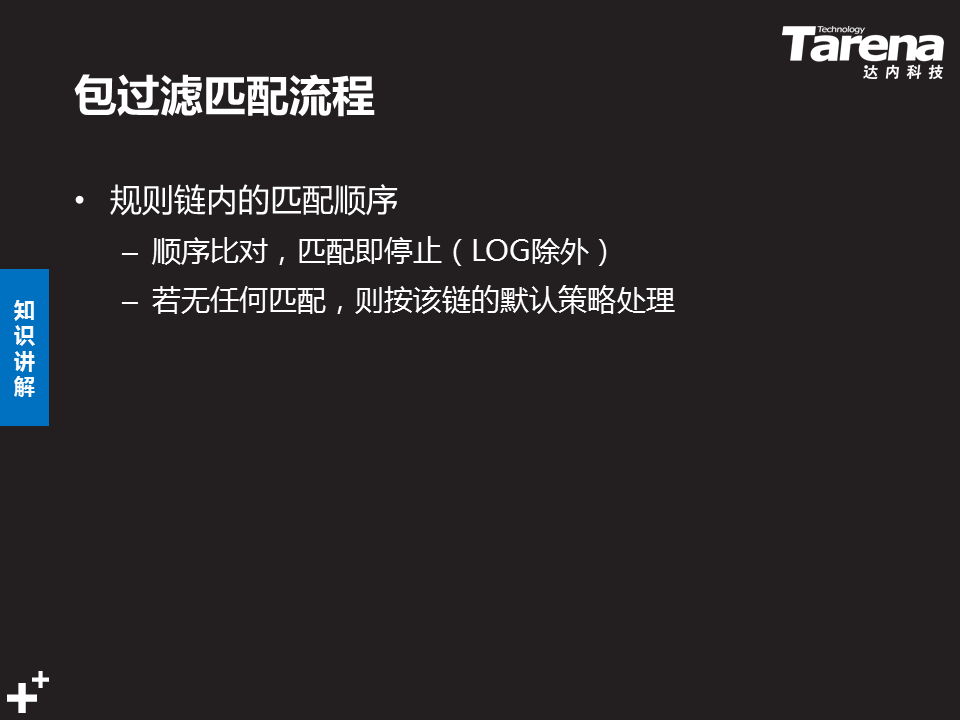 Technology
Tarena
达内科技
包过滤匹配流程
• 规则链内的匹配顺序
– 顺序比对，匹配即停止（LOG除外）
– 若无任何匹配，则按该链的默认策略处理
知
识
讲
解